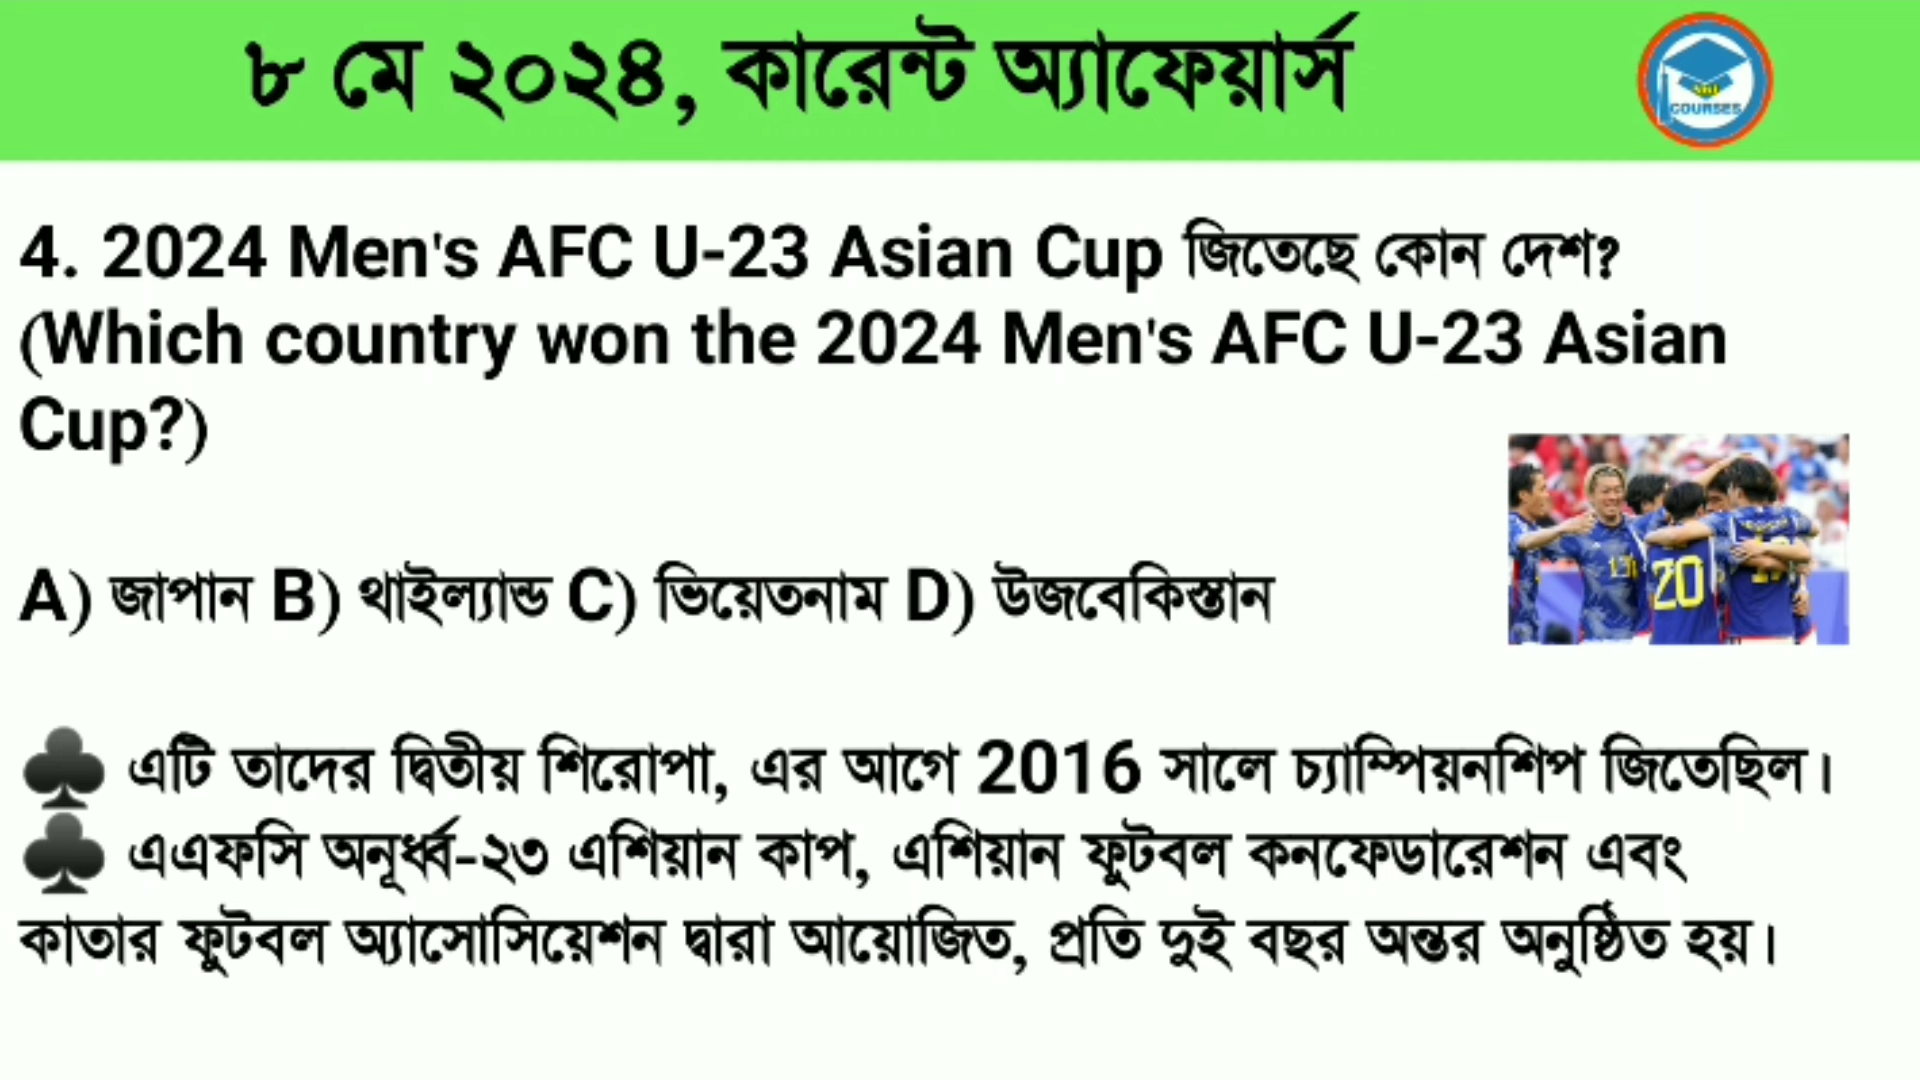 ৮ মে ২০২৪, কারেন্ট অ্যাফেয়ার্স
COURSES
4. 2024 Men's AFC U-23 Asian Cup জিতেছে কোন দেশ?
(Which country won the 2024 Men's AFC U-23 Asian
Cup?)
20
A) জাপান B) থাইল্যান্ড C) ভিয়েতনাম D) উজবেকিস্তান
♣ এটি তাদের দ্বিতীয় শিরোপা, এর আগে 2016 সালে চ্যাম্পিয়নশিপ জিতেছিল।
♣ এএফসি অনূর্ধ্ব-২৩ এশিয়ান কাপ, এশিয়ান ফুটবল কনফেডারেশন এবং
কাতার ফুটবল অ্যাসোসিয়েশন দ্বারা আয়োজিত, প্রতি দুই বছর অন্তর অনুষ্ঠিত হয়।